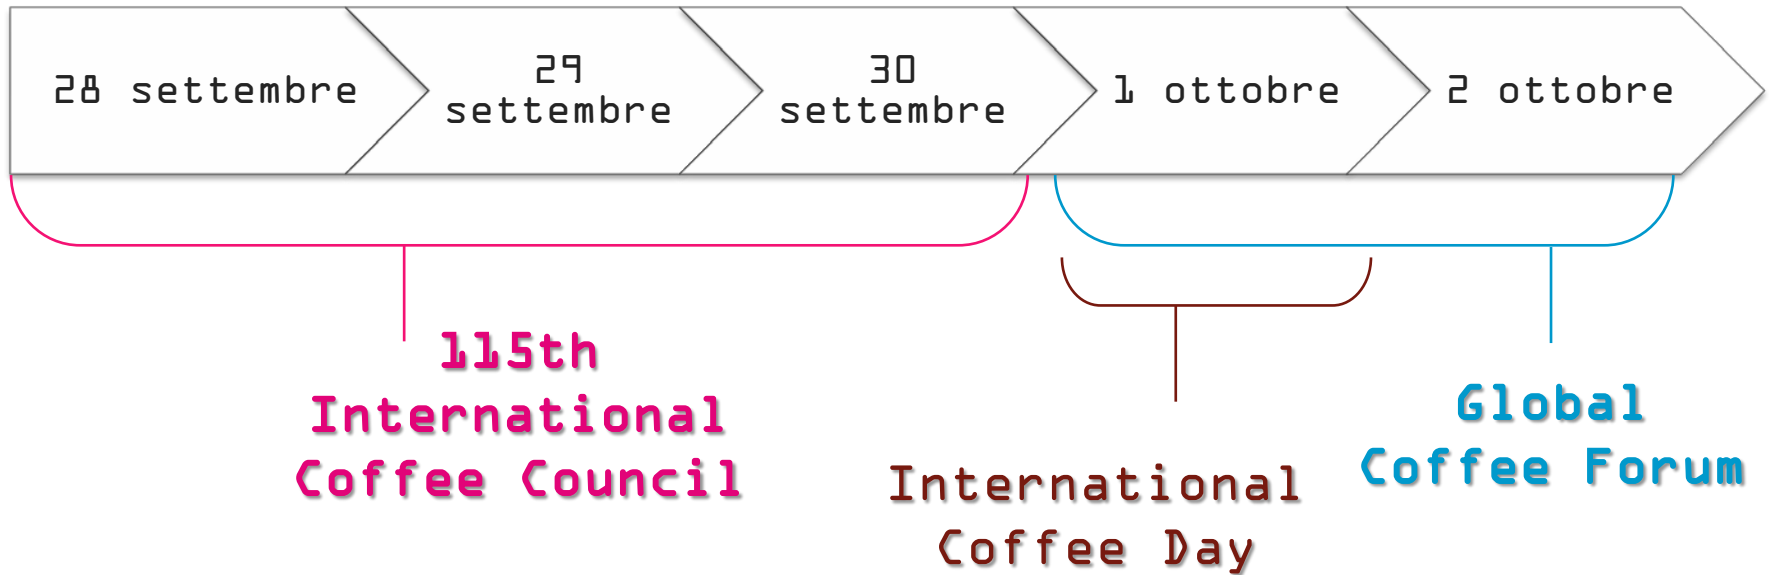 28 settembre
29
settembre
30
settembre
1 ottobre
2 ottobre
115th
International
Coffee Council
International
Coffee Day
Global
Coffee Forum